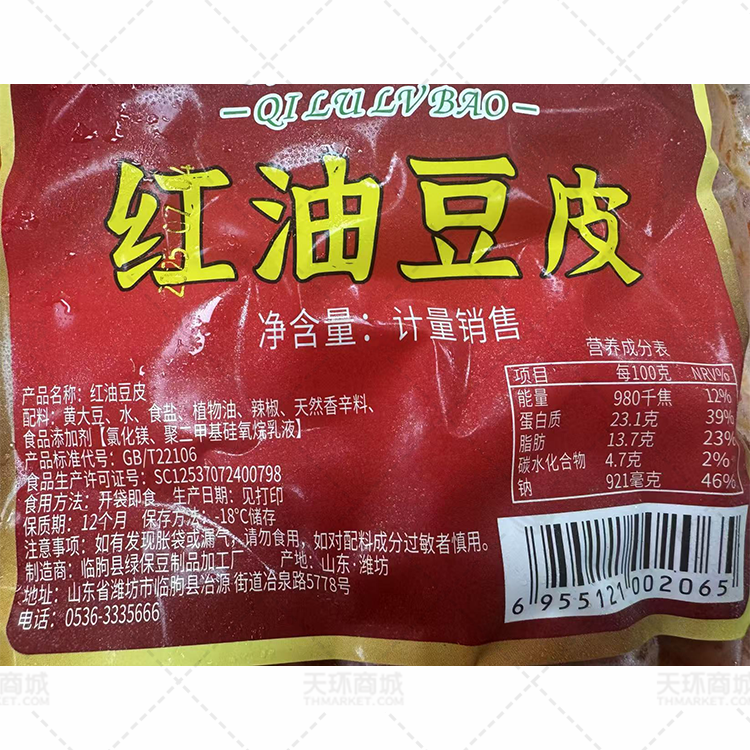 -QI LU LV BAO-
红油豆皮
净含量：计量销售
产品名称：红油豆皮
配料：黄大豆、水、食盐、植物油、辣椒、天然香辛料、
食品添加剂【氯化镁、聚二甲基硅氧烷乳液】
产品标准代号：GB/T22106
食品生产许可证号：SC12537072400798
食用方法：开袋即食 生产日期：见打印
保质期：12个月 保存方法：-18℃储存
注意事项：如有发现胀袋或漏气，请勿食用，如对配料成分过敏者慎用。
制造商：临朐县绿保豆制品加工厂 产地：山东·潍坊
地址：山东省潍坊市临朐县冶源街道冶泉路5778号
电话：0536-3335666
营养成分表
项目 每100克 NRV%
能量 980千焦 12%
蛋白质 23.1克 39%
脂肪 13.7克 23%
碳水化合物 4.7克 2%
钠 921毫克 46%
6 955121 002065
天环商城
THMARKET.COM